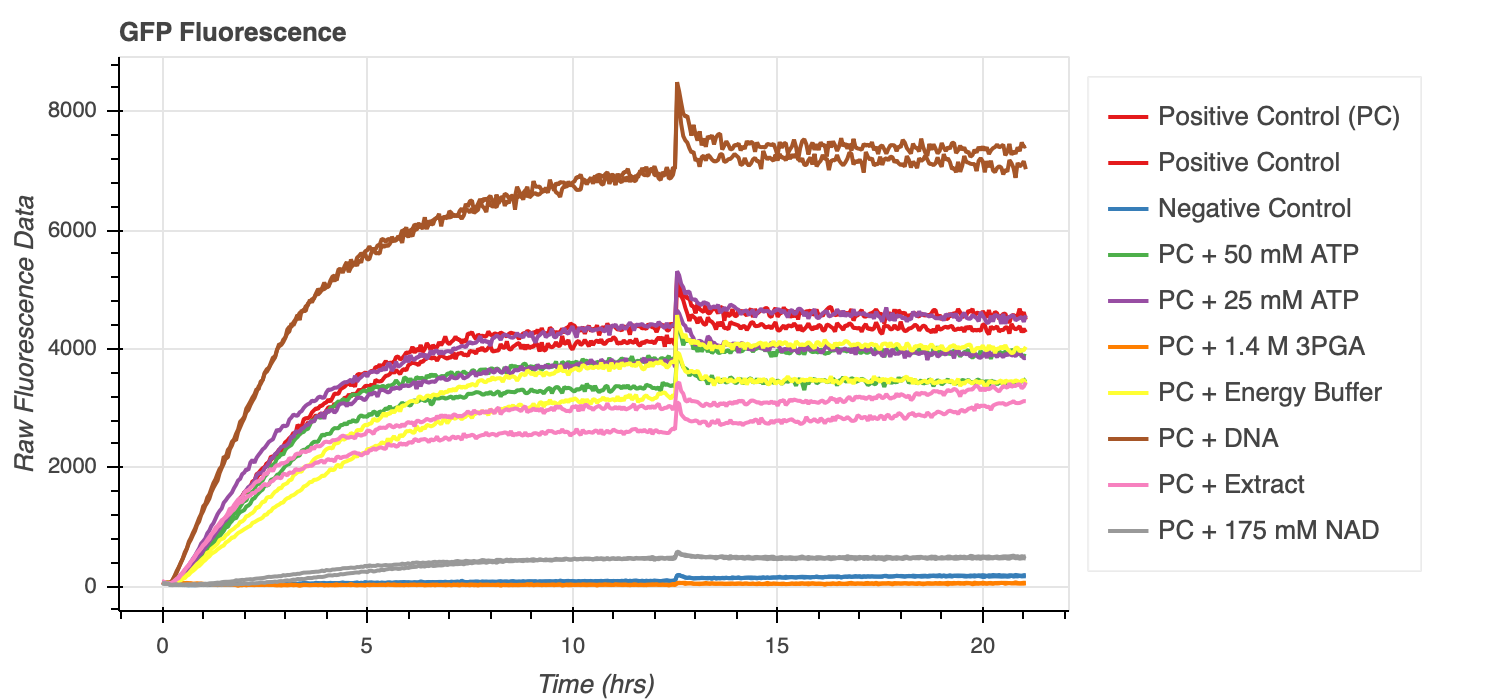 GFP Fluorescence
Raw Fluorescence Data
8000
6000
4000
2000
0
0 5 10 15 20
Time (hrs)
Positive Control (PC)
Positive Control
Negative Control
PC + 50 mM ATP
PC + 25 mM ATP
PC + 1.4 M 3PGA
PC + Energy Buffer
PC + DNA
PC + Extract
PC + 175 mM NAD